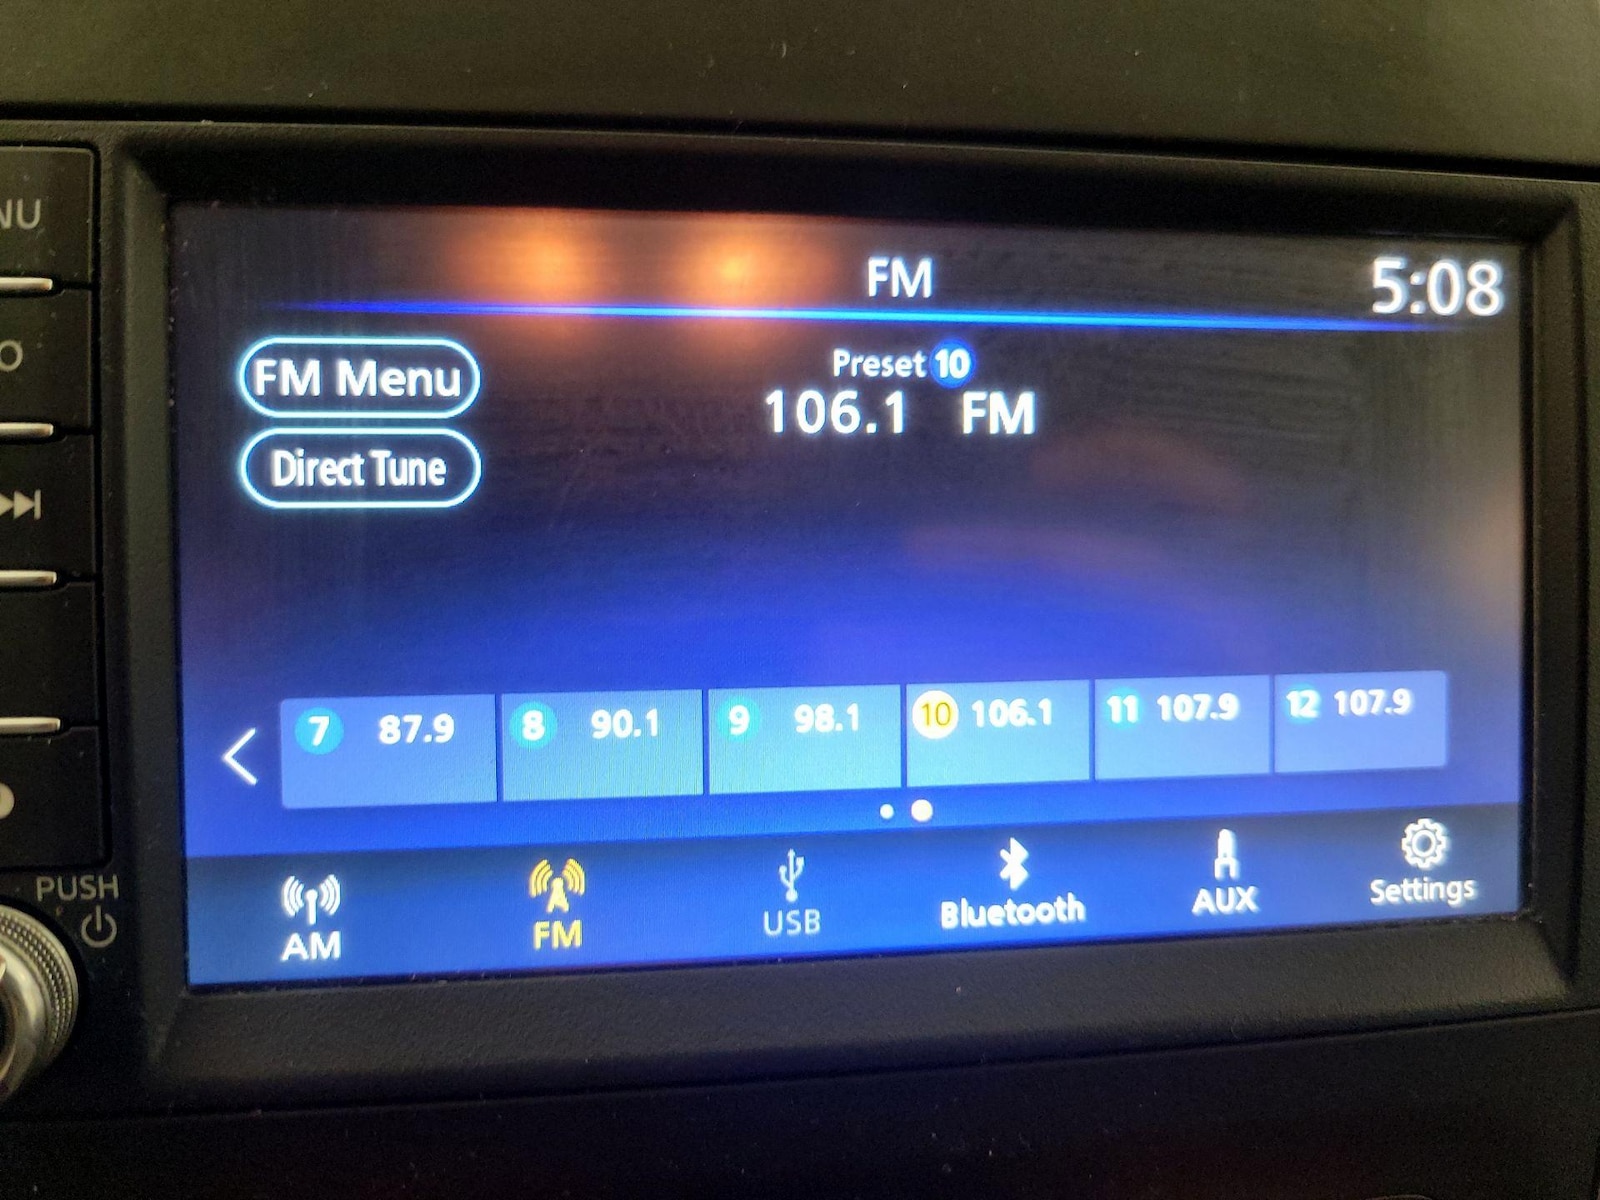 NU
FM
5:08
FM Menu
Preset 10
106.1 FM
Direct Tune
7 87.9
8 90.1
9 98.1
10 106.1
11 107.9
12 107.9
AM
FM
USB
Bluetooth
AUX
Settings
PUSH